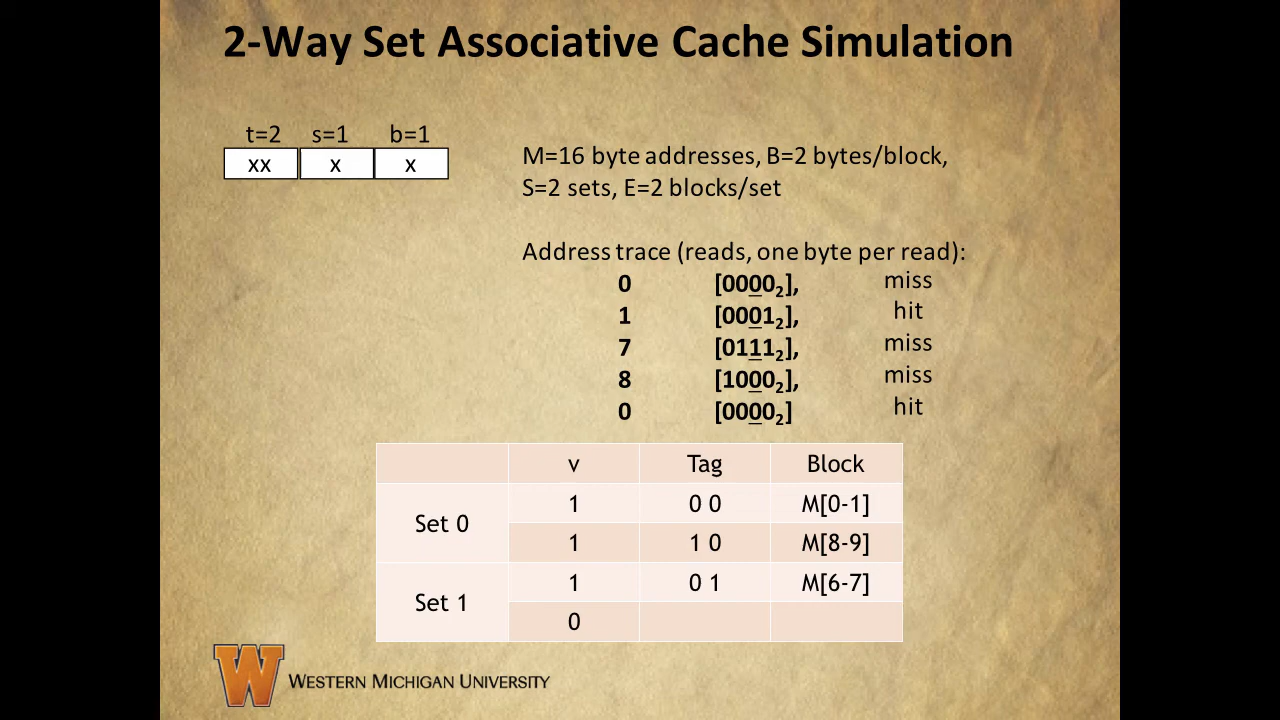 2-Way Set Associative Cache Simulation
t=2 s=1 b=1
xx x x
M=16 byte addresses, B=2 bytes/block,
S=2 sets, E=2 blocks/set
Address trace (reads, one byte per read):
0 [0000₂], miss
1 [0001₂], hit
7 [0111₂], miss
8 [1000₂], miss
0 [0000₂] hit
v Tag Block
Set 0
1 0 0 M[0-1]
1 1 0 M[8-9]
Set 1
1 0 1 M[6-7]
0
W WESTERN MICHIGAN UNIVERSITY